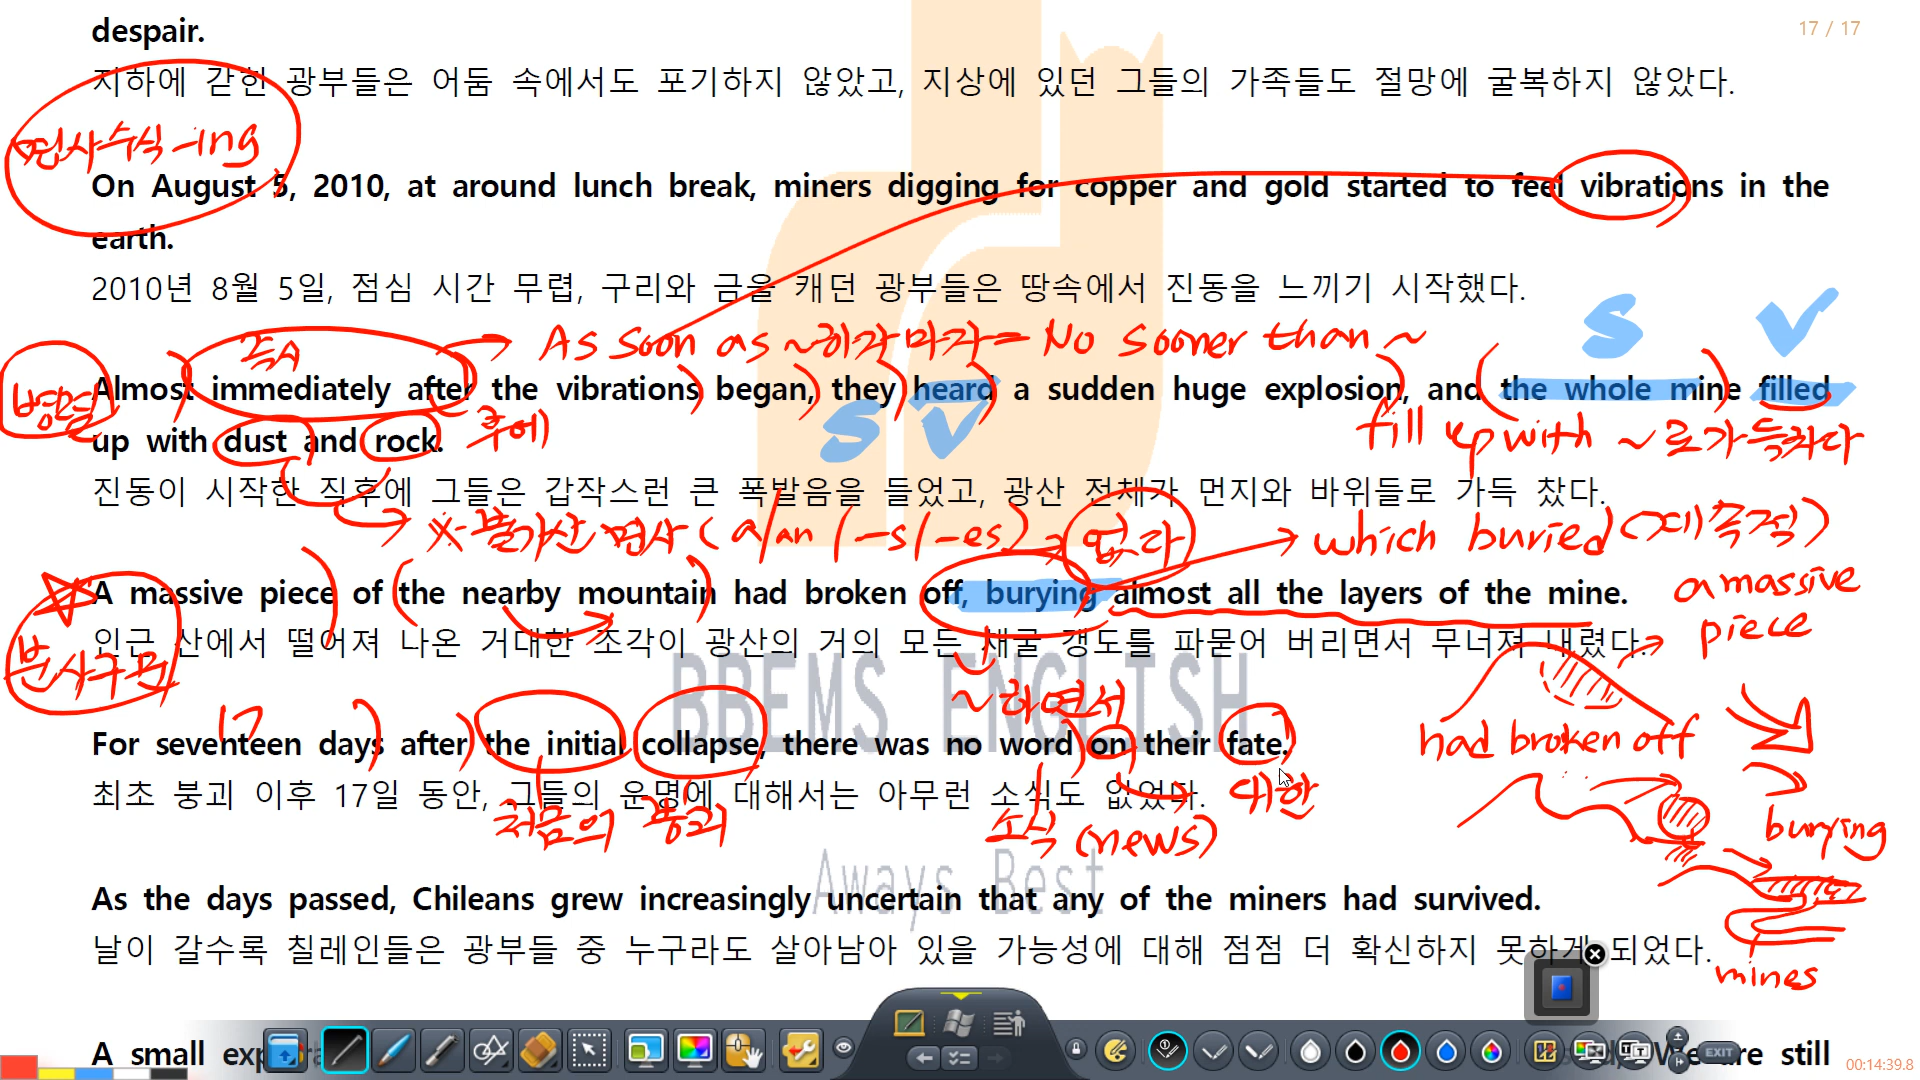 17 / 17
despair.
지하에 갇힌 광부들은 어둠 속에서도 포기하지 않았고, 지상에 있던 그들의 가족들도 절망에 굴복하지 않았다.
명사수식 -ing
On August 5, 2010, at around lunch break, miners digging for copper and gold started to feel vibrations in the
earth.
2010년 8월 5일, 점심 시간 무렵, 구리와 금을 캐던 광부들은 땅속에서 진동을 느끼기 시작했다.
S V
즉시 → As soon as ~하자마자 = No sooner than ~
병렬
Almost immediately after the vibrations began, they heard a sudden huge explosion, and the whole mine filled
up with dust and rock.
후에
S V
fill up with ~로 가득차다
진동이 시작한 직후에 그들은 갑작스런 큰 폭발음을 들었고, 광산 전체가 먼지와 바위들로 가득 찼다.
→ ※ 불가산 명사 (a/an / -s / -es) → 없다
→ which buried (계속적)
A massive piece of the nearby mountain had broken off, burying almost all the layers of the mine.
a massive
piece
분사구문
인근 산에서 떨어져 나온 거대한 조각이 광산의 거의 모든 채굴 갱도를 파묻어 버리면서 무너져 내렸다.
BBEMS ENGLISH
~하면서
17
had broken off
For seventeen days after the initial collapse, there was no word on their fate.
최초 붕괴 이후 17일 동안, 그들의 운명에 대해서는 아무런 소식도 없었다.
처음의 붕괴
소식 (news)
대한
burying
Aways Best
As the days passed, Chileans grew increasingly uncertain that any of the miners had survived.
날이 갈수록 칠레인들은 광부들 중 누구라도 살아남아 있을 가능성에 대해 점점 더 확신하지 못하게 되었다.
mines
A small
are still
EXIT
00:14:39.8